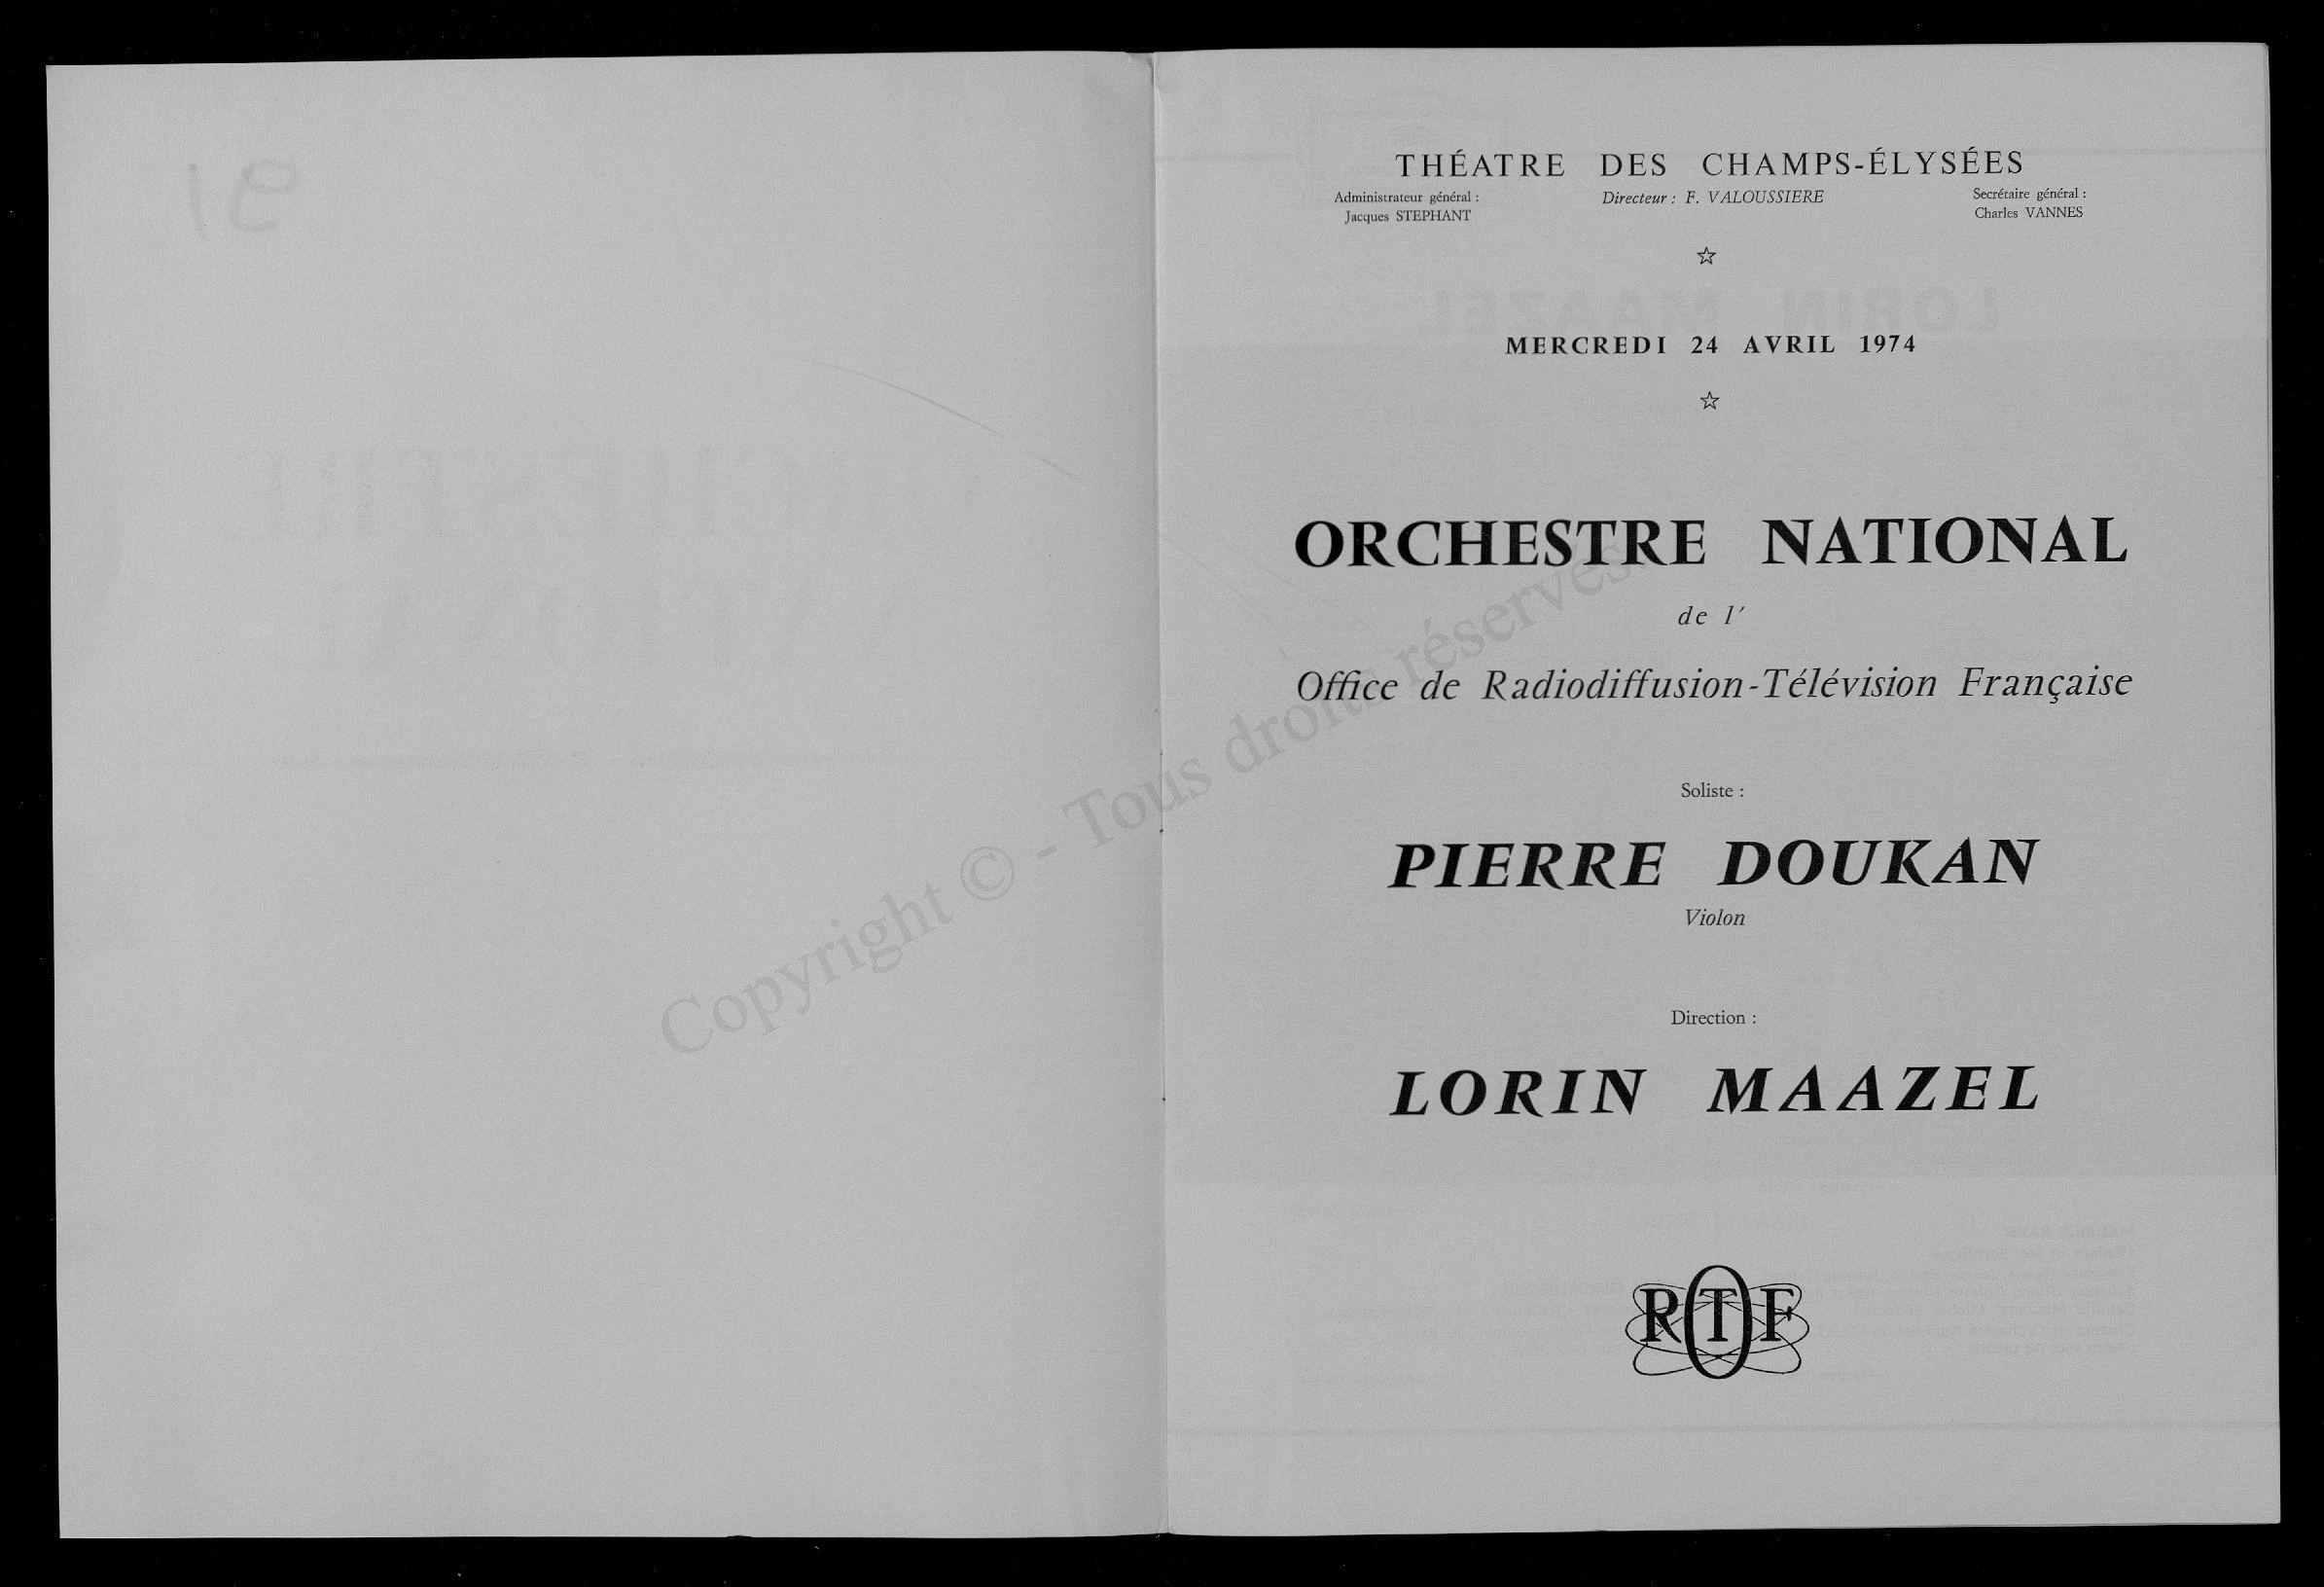 THÉATRE DES CHAMPS-ÉLYSÉES
Administrateur général :
Jacques STEPHANT
Directeur : F. VALOUSSIERE
Secrétaire général :
Charles VANNES
MERCREDI 24 AVRIL 1974
ORCHESTRE NATIONAL
de l'
Office de Radiodiffusion-Télévision Française
Soliste :
PIERRE DOUKAN
Violon
Direction :
LORIN MAAZEL
ORTF
Copyright © - Tous droits réservés.